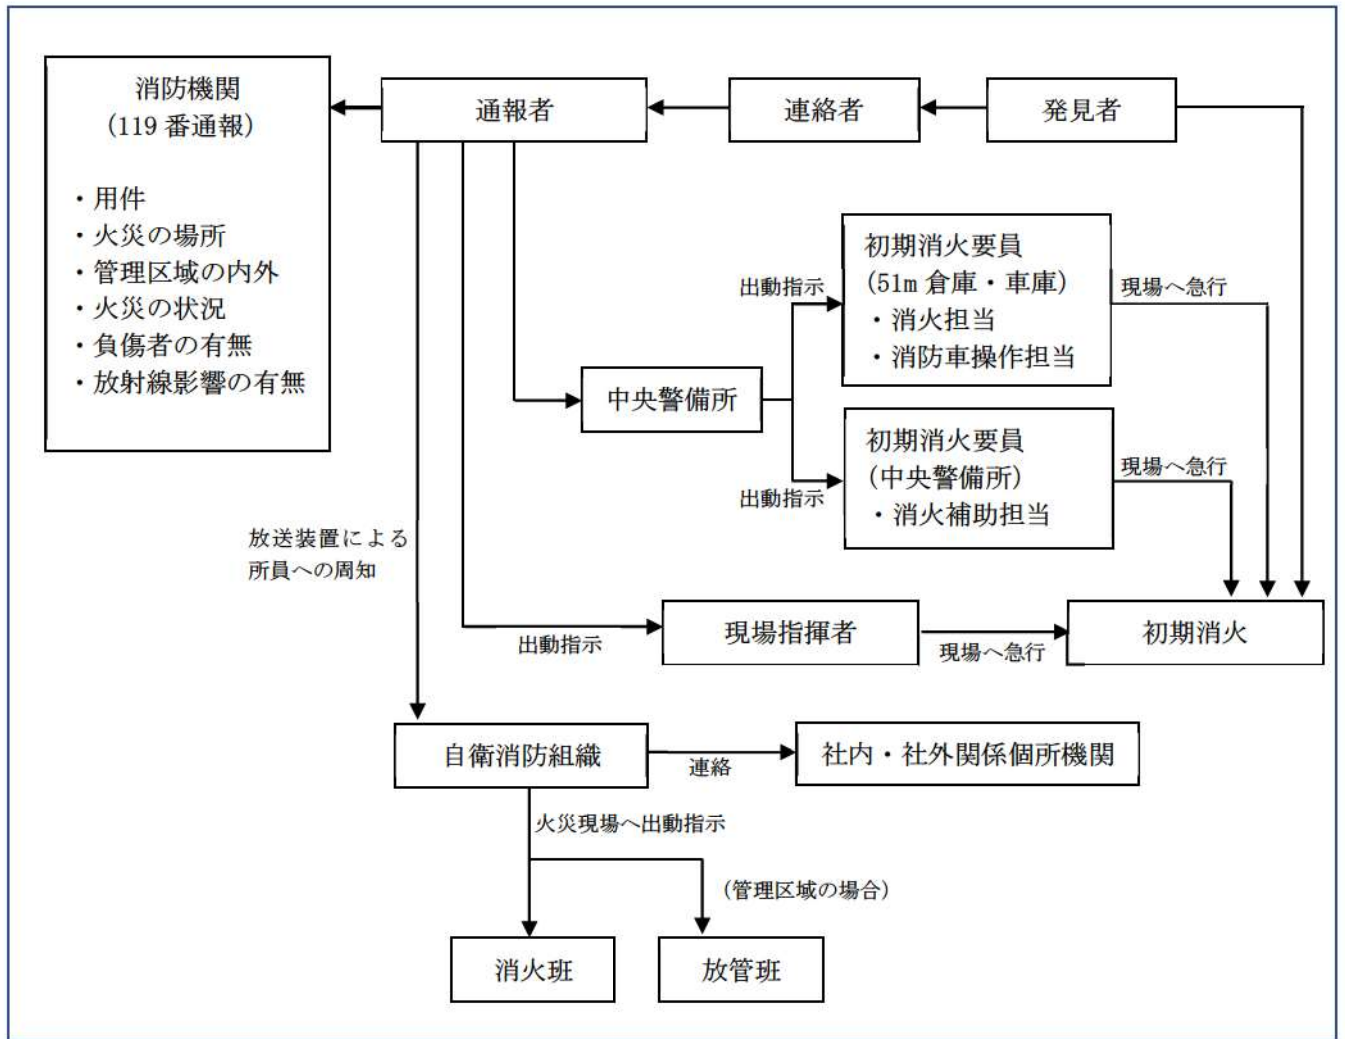 消防機関
(119 番通報)
・用件
・火災の場所
・管理区域の内外
・火災の状況
・負傷者の有無
・放射線影響の有無
通報者
連絡者
発見者
初期消火要員
(51m 倉庫・車庫)
・消火担当
・消防車操作担当
出動指示
現場へ急行
中央警備所
初期消火要員
(中央警備所)
・消火補助担当
出動指示
現場へ急行
放送装置による
所員への周知
出動指示
現場指揮者
現場へ急行
初期消火
自衛消防組織
連絡
社内・社外関係個所機関
火災現場へ出動指示
(管理区域の場合)
消火班
放管班